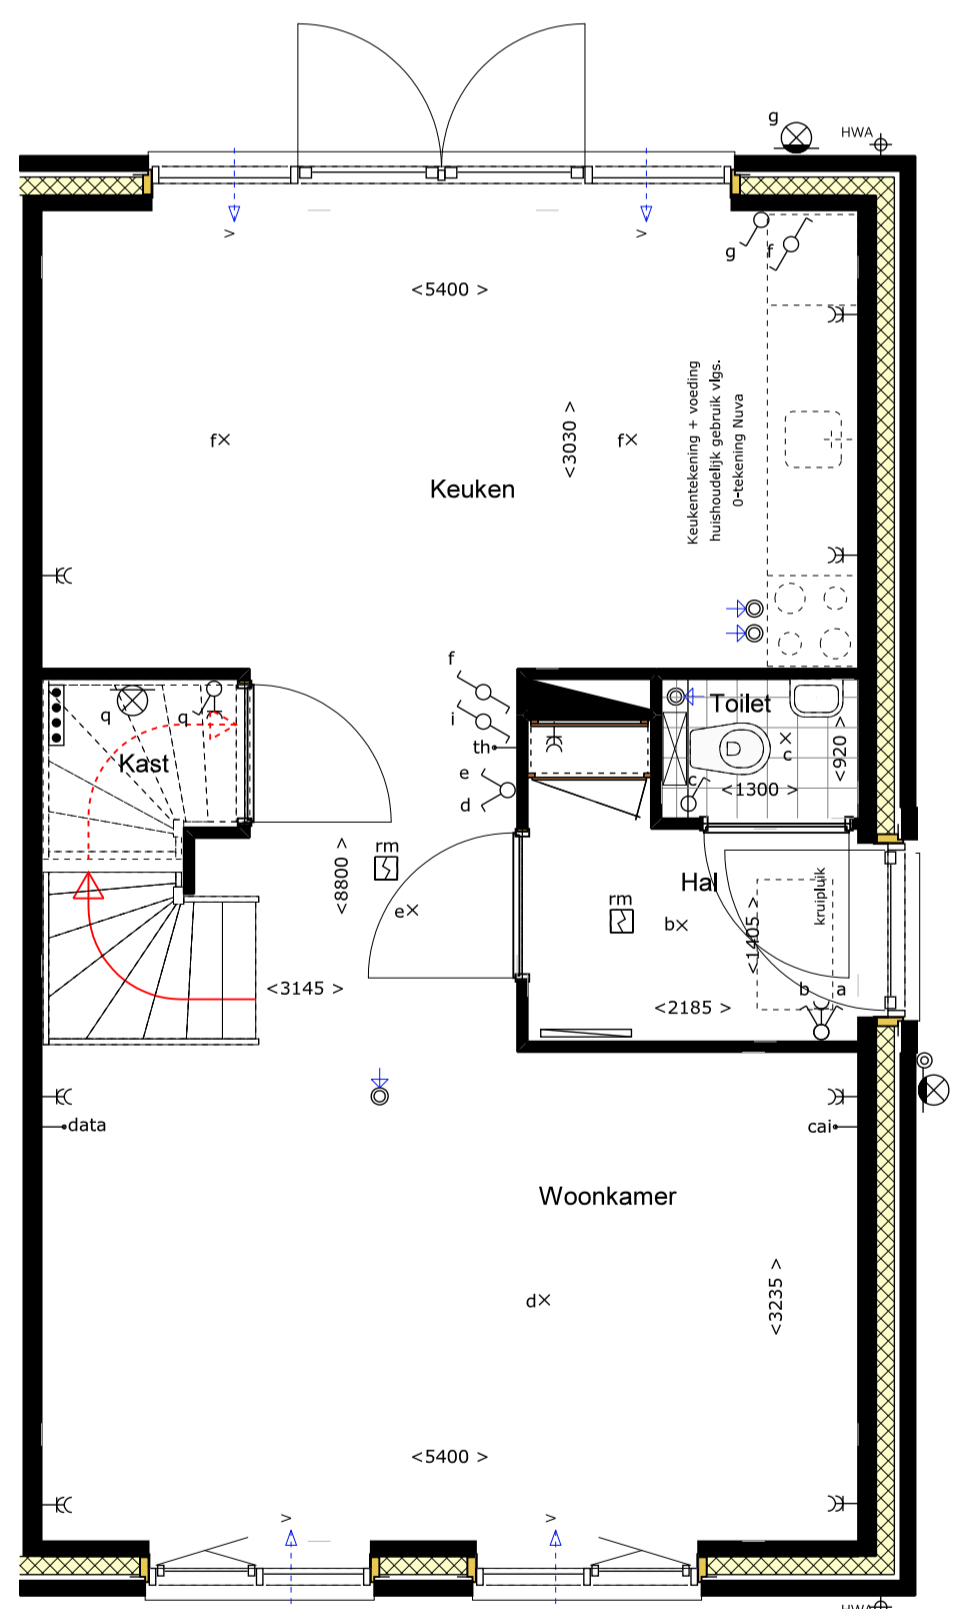 g
HWA
>
>
g
f
<5400 >
f
<3030 >
f
Keuken
Keukentekening + voeding
huishoudelijk gebruik vlgs.
0-tekening Nuva
f
i
th
e
d
q
q
Kast
Toilet
c
c
<920 >
<1300 >
<8800 >
rm
e
Hal
rm
b
<1405 >
kruipluik
<3145 >
<2185 >
b
a
data
cai
Woonkamer
d
<3235 >
<5400 >
>
>
HWA